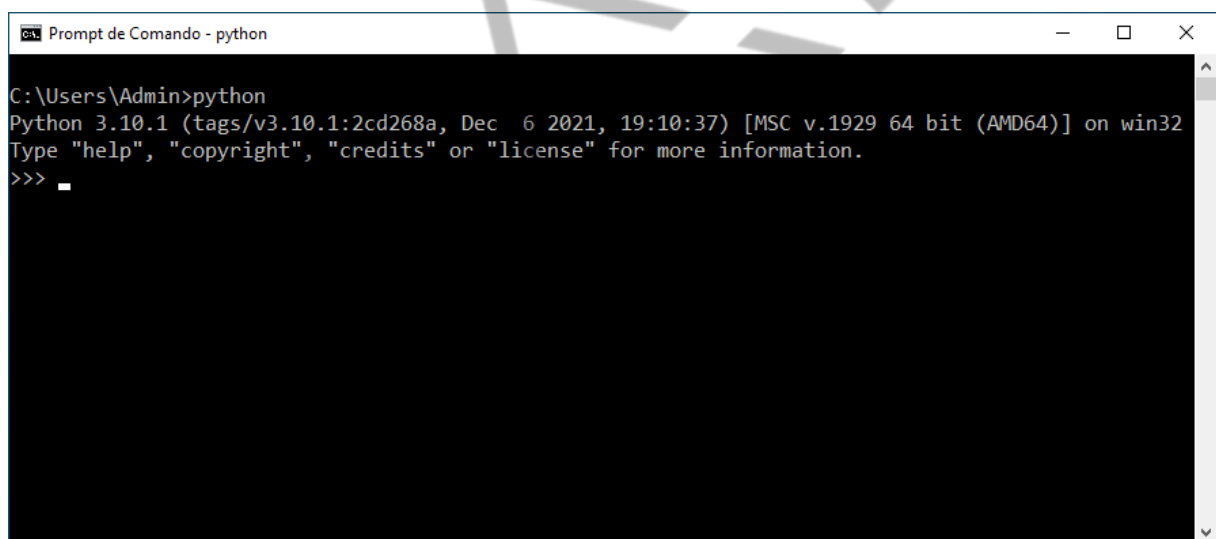 Prompt de Comando - python
C:\Users\Admin>python
Python 3.10.1 (tags/v3.10.1:2cd268a, Dec  6 2021, 19:10:37) [MSC v.1929 64 bit (AMD64)] on win32
Type "help", "copyright", "credits" or "license" for more information.
>>> _